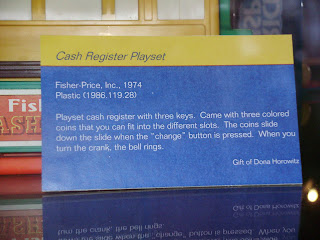 Cash Register Playset
Fisher-Price, Inc., 1974
Plastic (1986.119.28)
Playset cash register with three keys. Came with three colored
coins that you can fit into the different slots. The coins slide
down the slide when the "change" button is pressed. When you
turn the crank, the bell rings.
Gift of Dona Horowitz
Fis
ASH